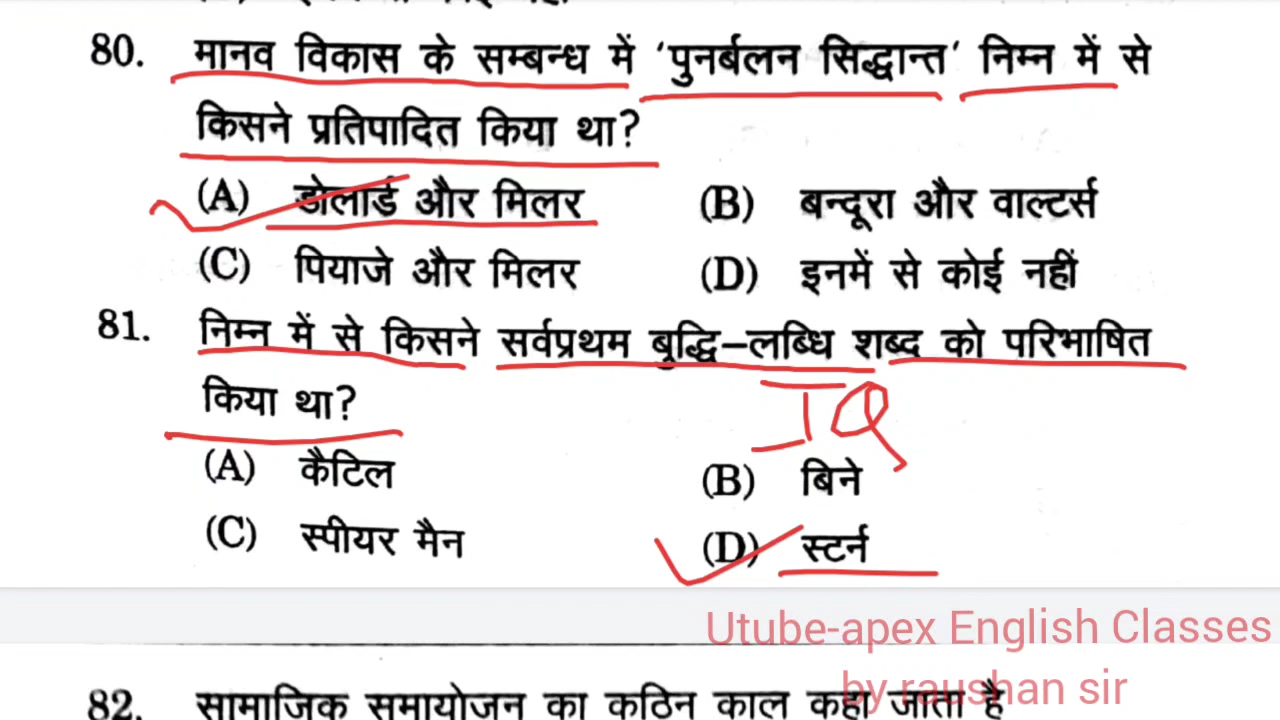 80. मानव विकास के सम्बन्ध में 'पुनर्बलन सिद्धान्त' निम्न में से
किसने प्रतिपादित किया था?
(A) डोलार्ड और मिलर (B) बन्दूरा और वाल्टर्स
(C) पियाजे और मिलर (D) इनमें से कोई नहीं
81. निम्न में से किसने सर्वप्रथम बुद्धि–लब्धि शब्द को परिभाषित
किया था?
IQ
(A) कैटिल (B) बिने
(C) स्पीयर मैन (D) स्टर्न
Utube-apex English Classes
by raushan sir
82. सामाजिक समायोजन का कठिन काल कहा जाता है